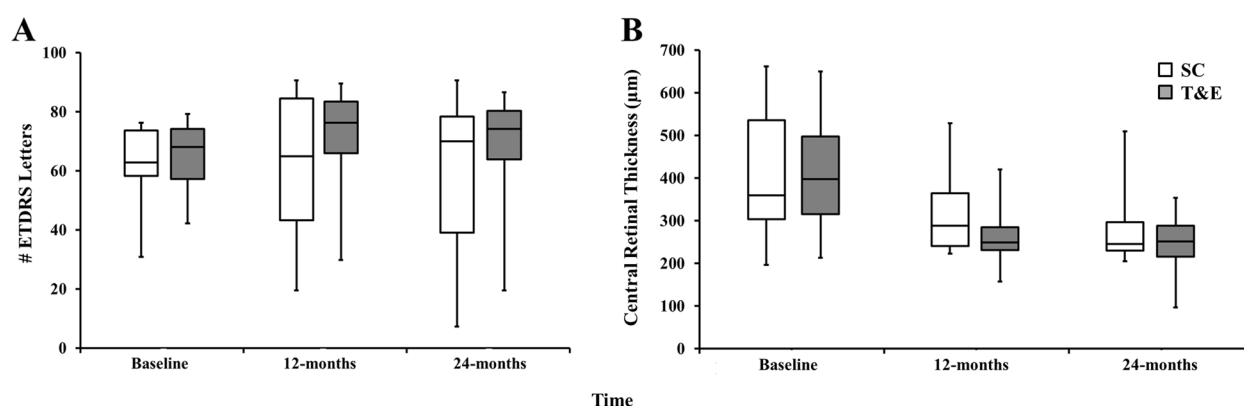 A
# ETDRS Letters
100
80
60
40
20
0
Baseline
12-months
24-months
B
Central Retinal Thickness (µm)
700
600
500
400
300
200
100
0
Baseline
12-months
24-months
SC
T&E
Time